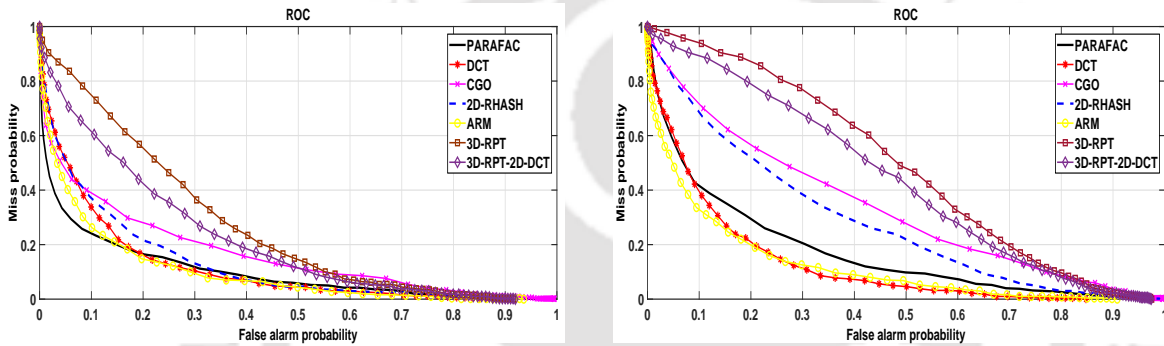 ROC
1
0.8
0.6
0.4
0.2
0
Miss probability
0 0.1 0.2 0.3 0.4 0.5 0.6 0.7 0.8 0.9 1
False alarm probability
PARAFAC
DCT
CGO
2D-RHASH
ARM
3D-RPT
3D-RPT-2D-DCT
ROC
1
0.8
0.6
0.4
0.2
0
Miss probability
0 0.1 0.2 0.3 0.4 0.5 0.6 0.7 0.8 0.9 1
False alarm probability
PARAFAC
DCT
CGO
2D-RHASH
ARM
3D-RPT
3D-RPT-2D-DCT